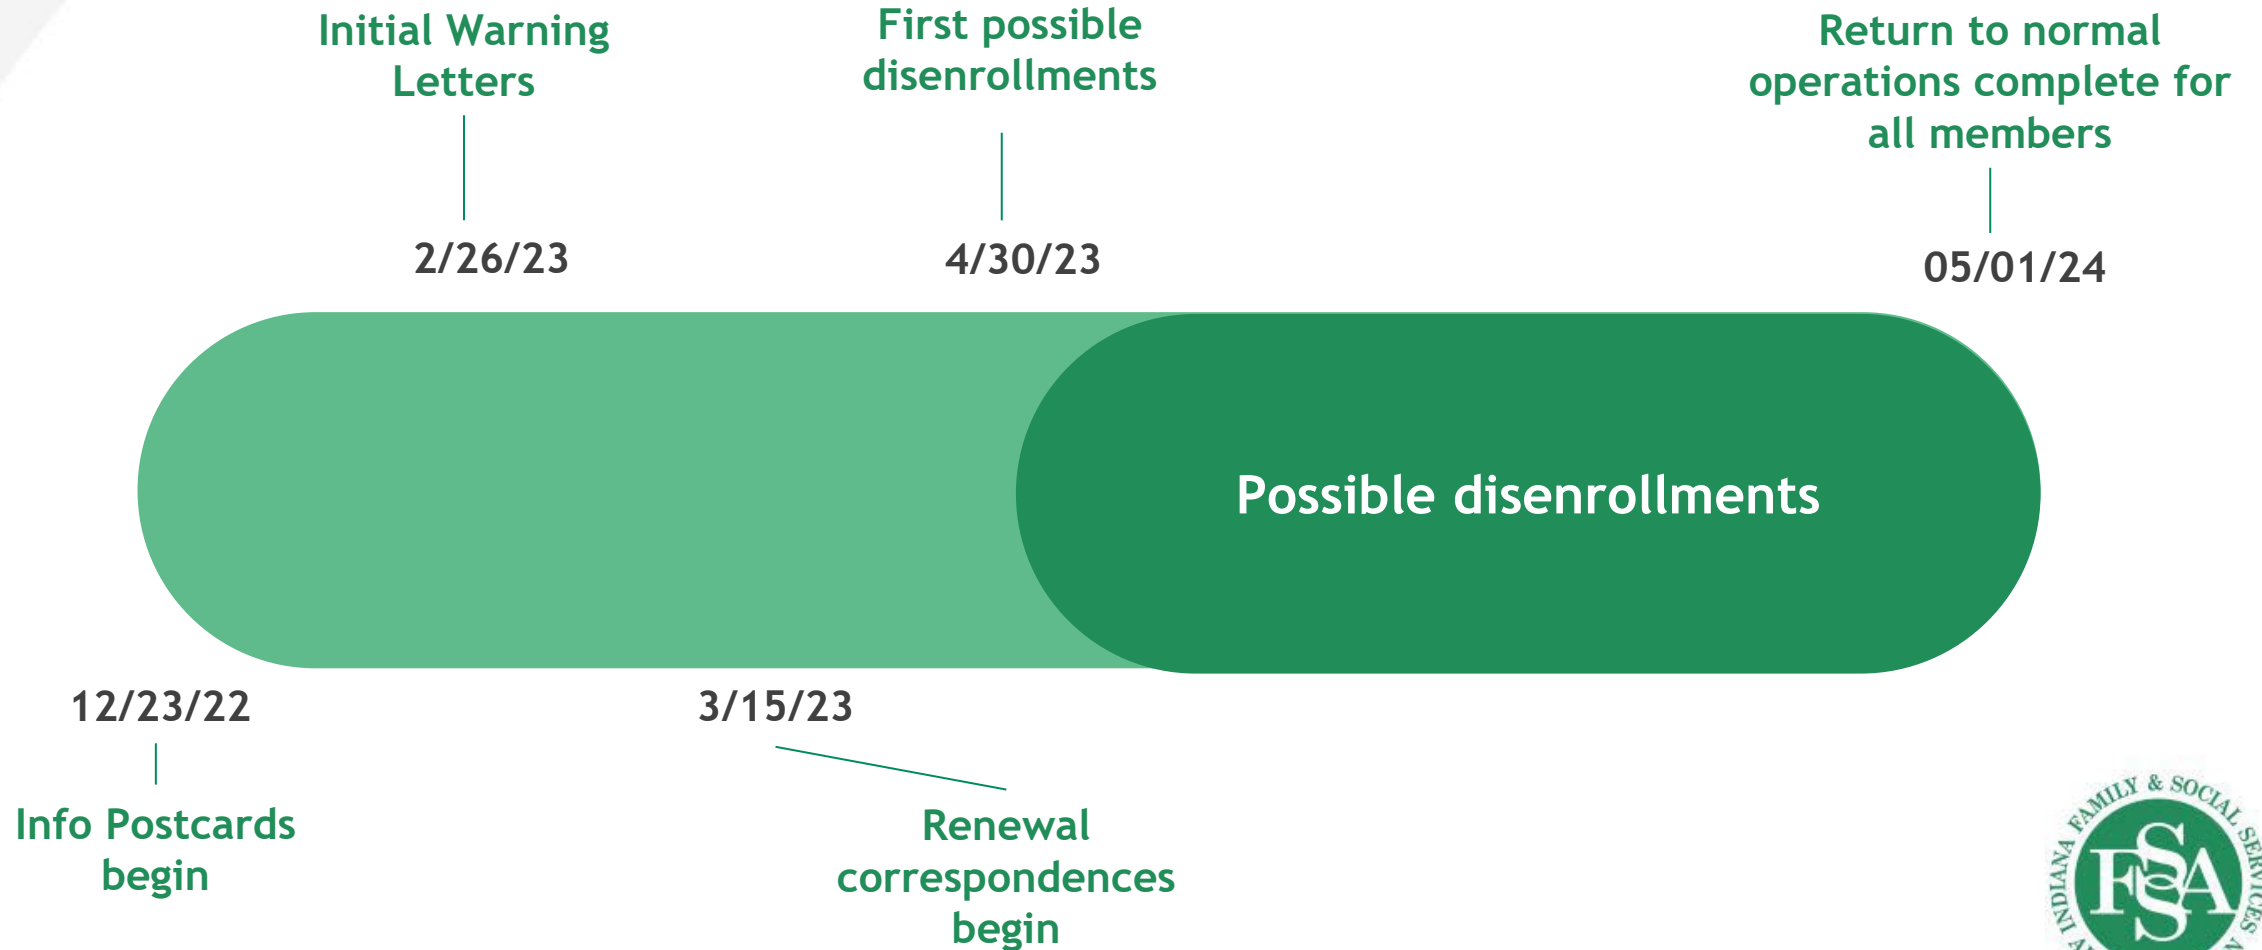 Initial Warning
Letters
First possible
disenrollments
Return to normal
operations complete for
all members
2/26/23
4/30/23
05/01/24
Possible disenrollments
12/23/22
3/15/23
Info Postcards
begin
Renewal
correspondences
begin
INDIANA FAMILY & SOCIAL SERVICES
FSSA